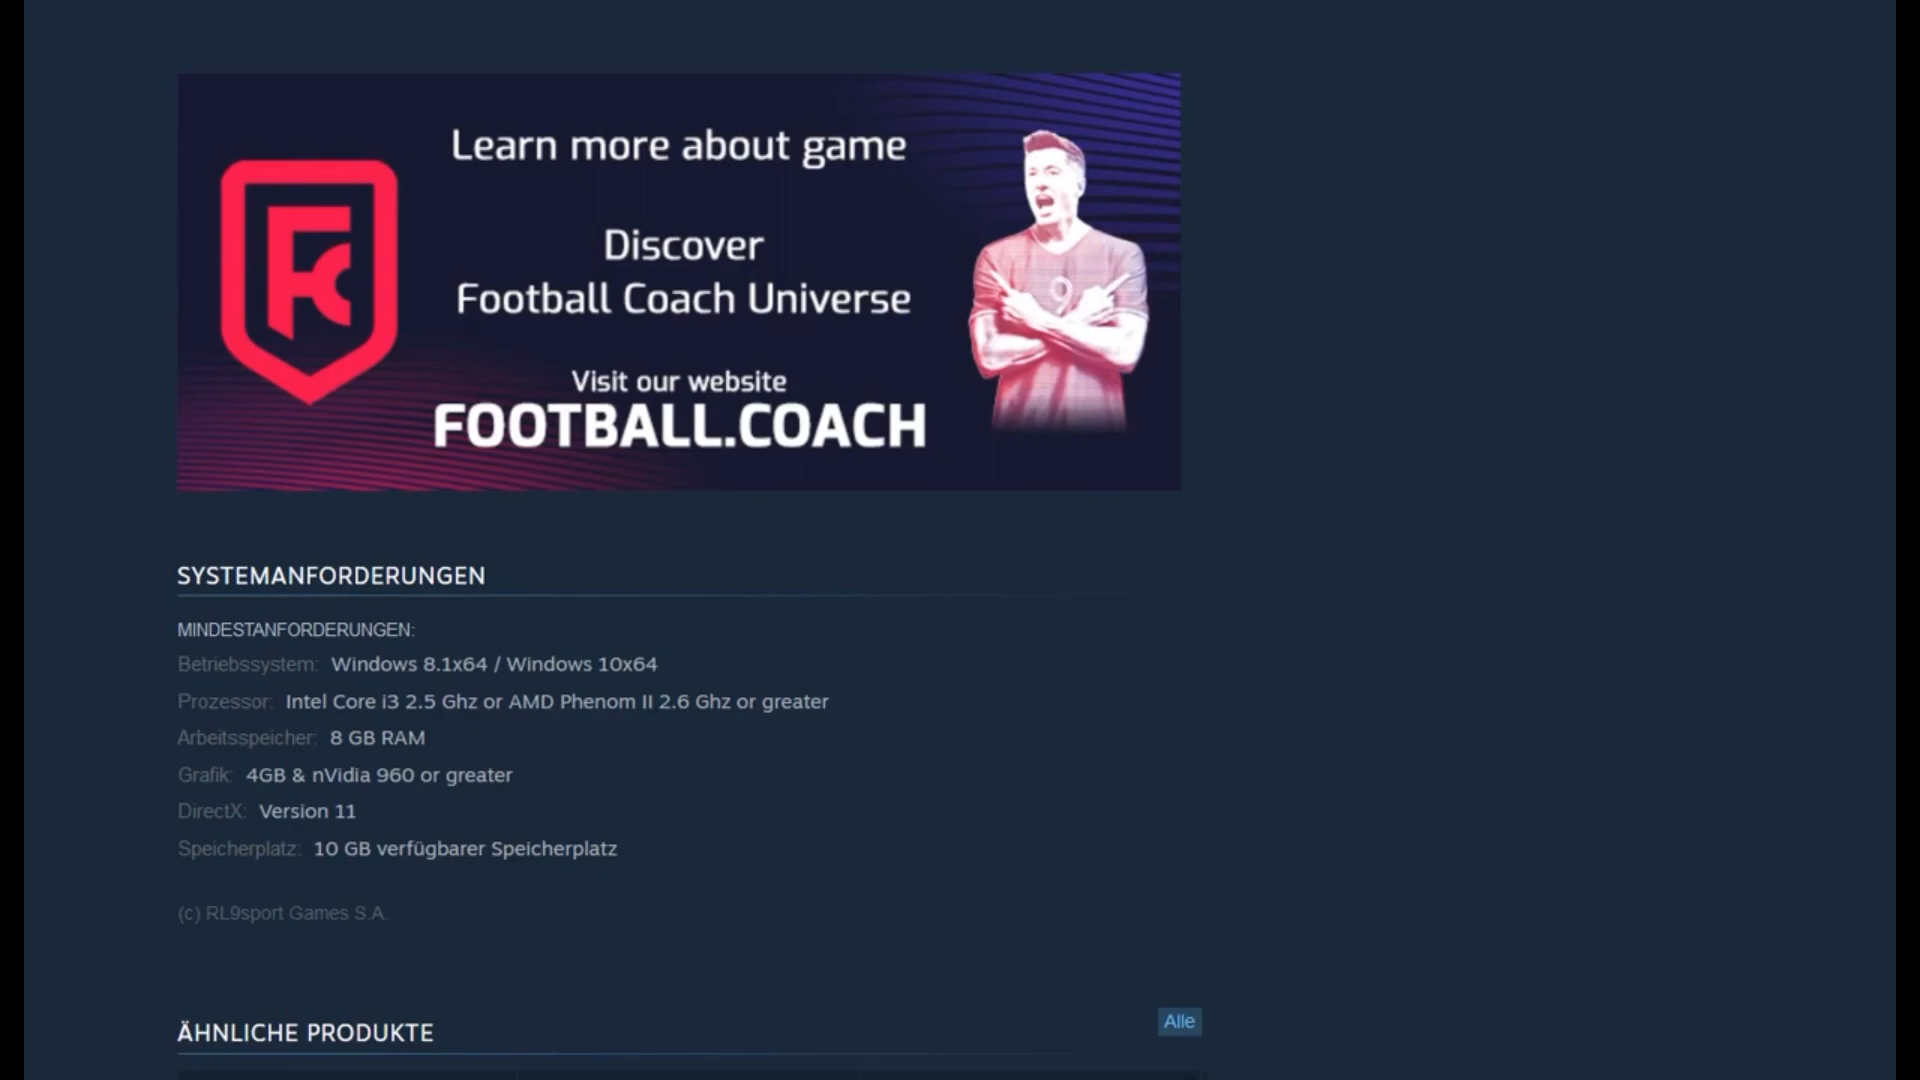 Learn more about game
Discover
Football Coach Universe
Visit our website
FOOTBALL.COACH
FC
9
SYSTEMANFORDERUNGEN
MINDESTANFORDERUNGEN:
Betriebssystem: Windows 8.1x64 / Windows 10x64
Prozessor: Intel Core i3 2.5 Ghz or AMD Phenom II 2.6 Ghz or greater
Arbeitsspeicher: 8 GB RAM
Grafik: 4GB & nVidia 960 or greater
DirectX: Version 11
Speicherplatz: 10 GB verfügbarer Speicherplatz
(c) RL9sport Games S.A.
ÄHNLICHE PRODUKTE
Alle